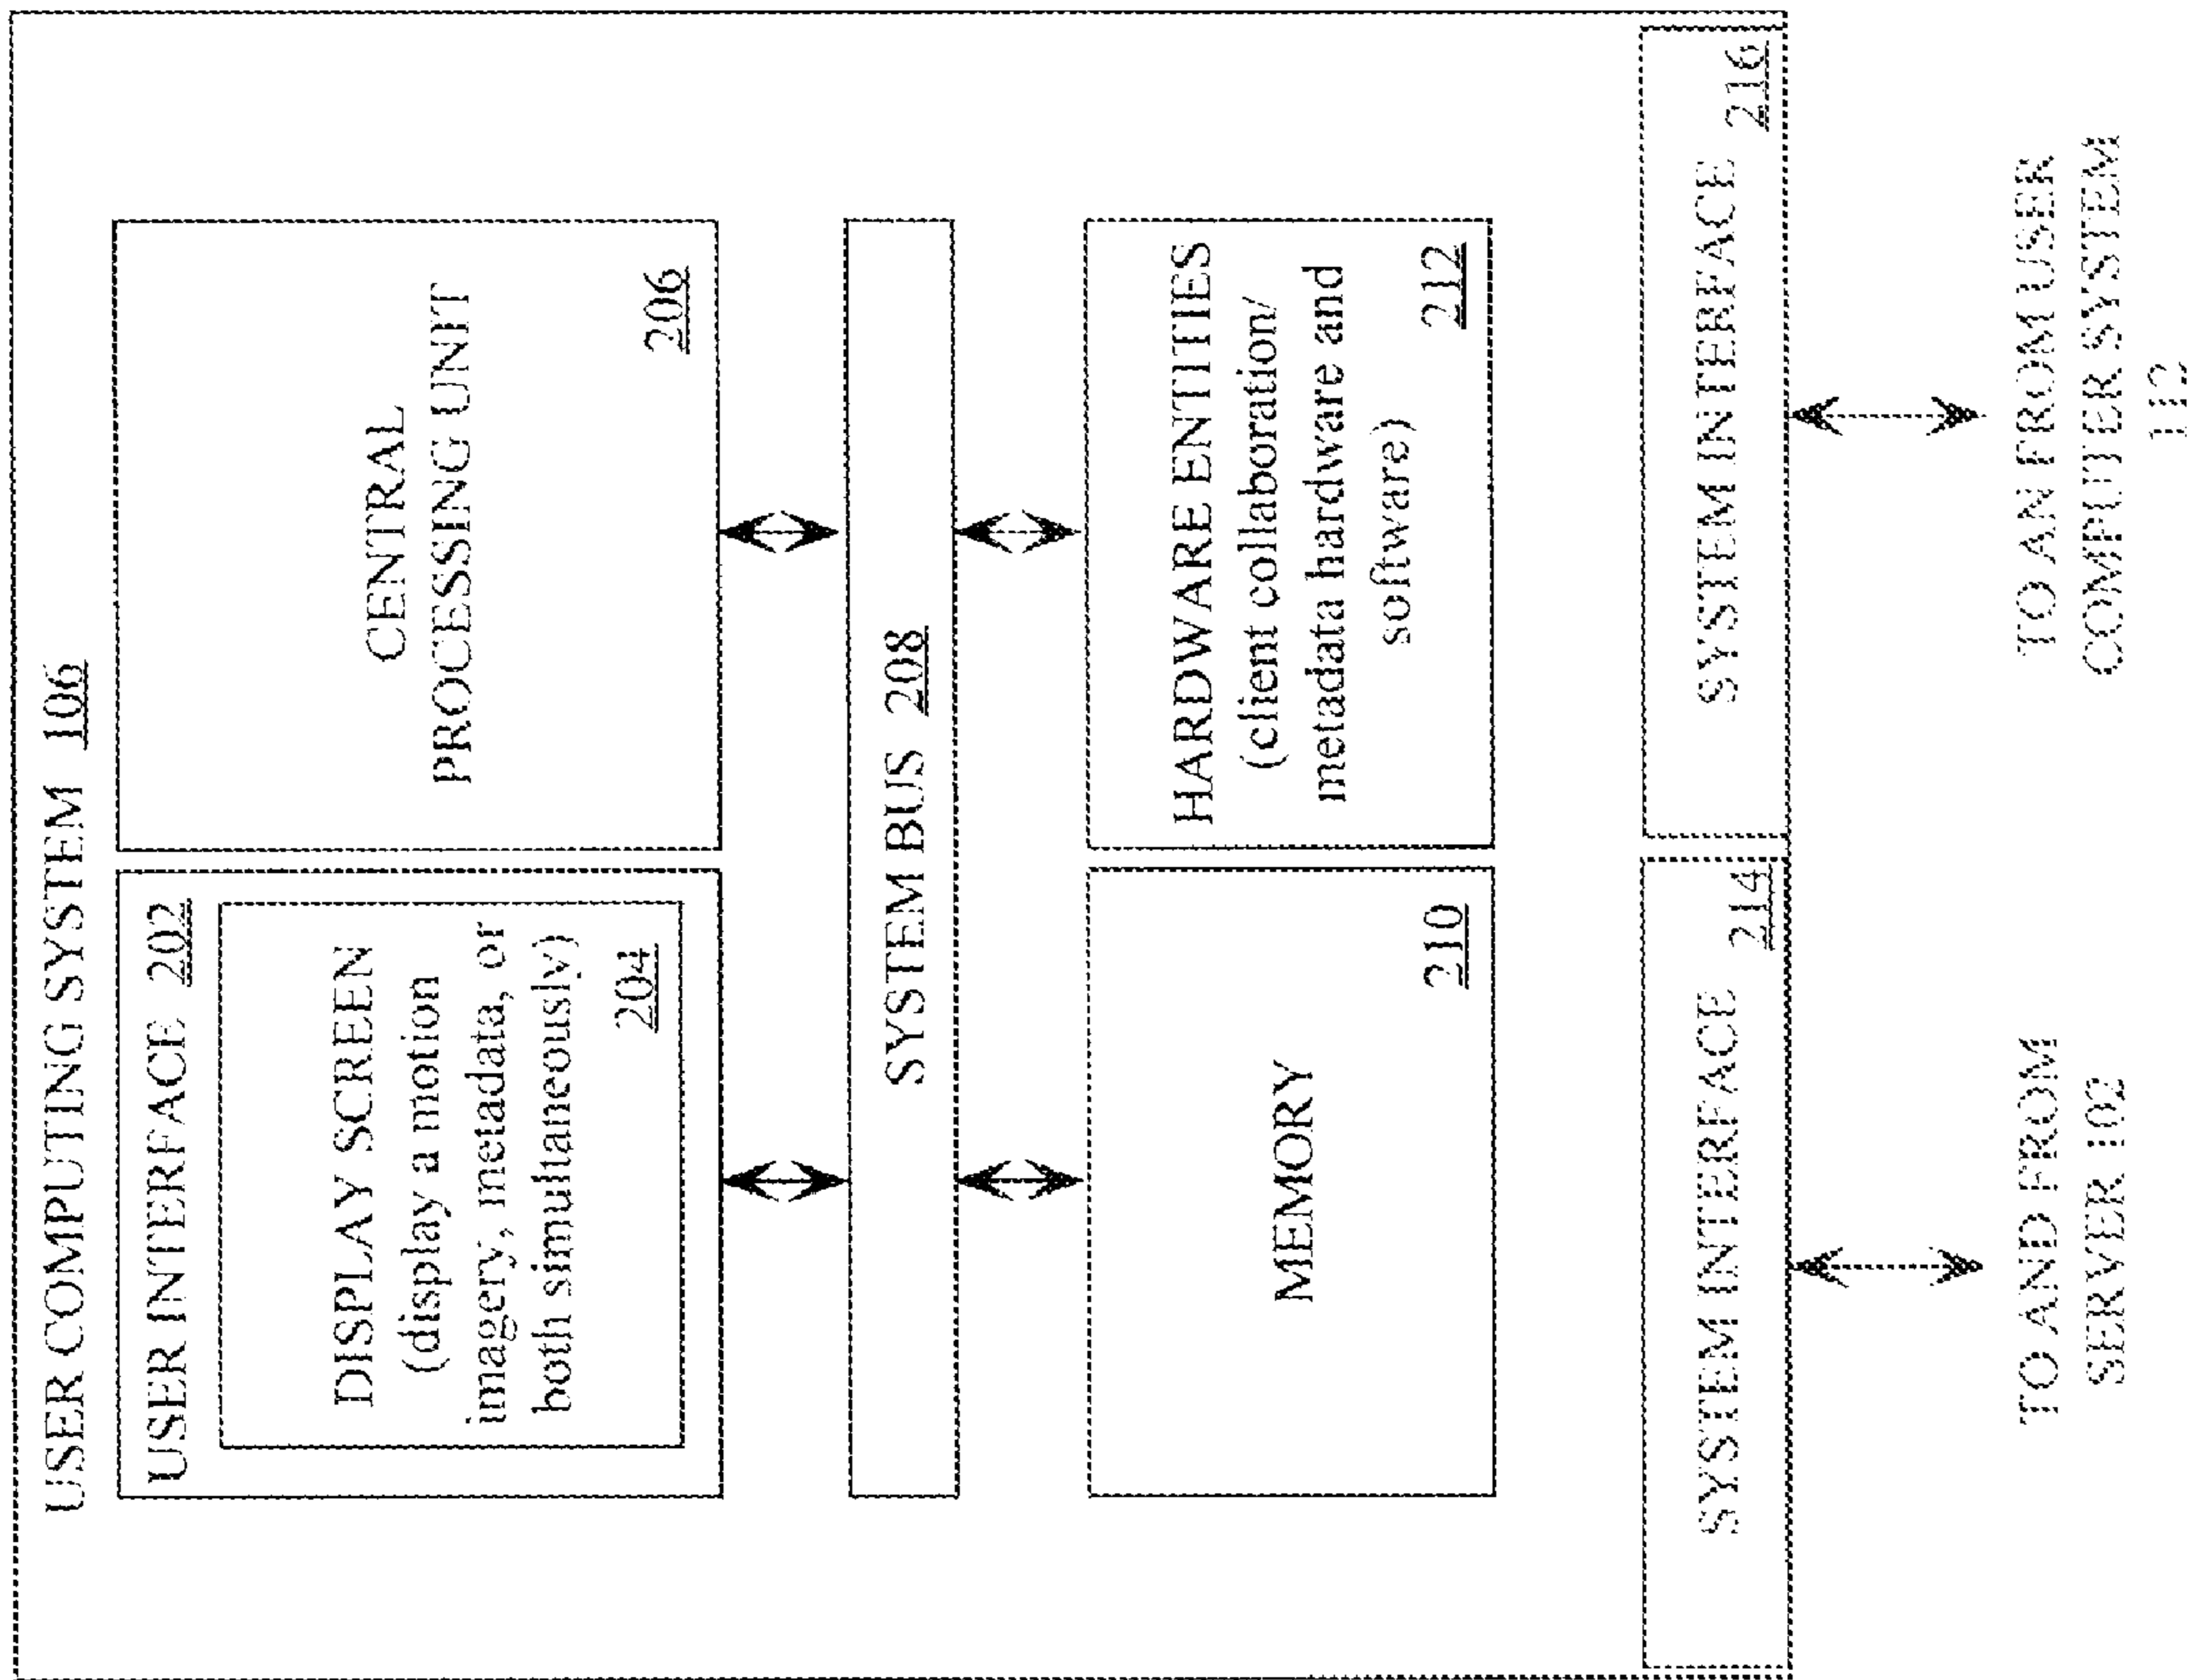 USER COMPUTING SYSTEM 106
USER INTERFACE 202
DISPLAY SCREEN
(display a motion
imagery, metadata, or
both simultaneously)
204
CENTRAL
PROCESSING UNIT
206
SYSTEM BUS 208
MEMORY
210
HARDWARE ENTITIES
(client collaboration/
metadata hardware and
software)
212
SYSTEM INTERFACE
214
SYSTEM INTERFACE
216
TO AND FROM
SERVER 102
TO AN FROM USER
COMPUTER SYSTEM
112